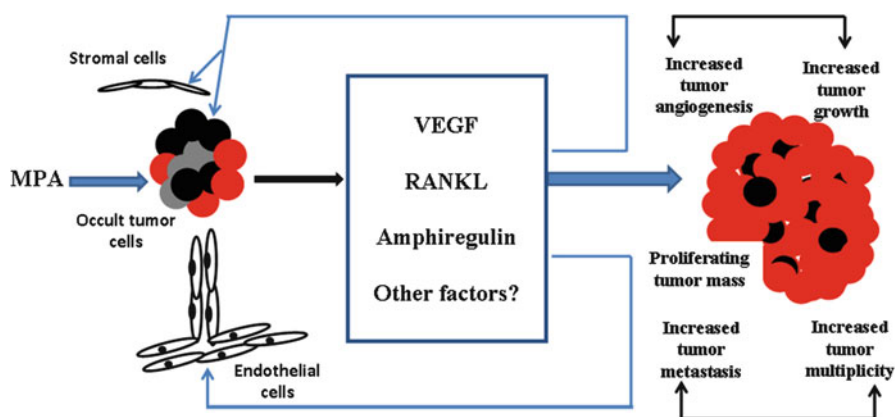 Stromal cells
MPA
Occult tumor
cells
Endothelial
cells
VEGF
RANKL
Amphiregulin
Other factors?
Increased
tumor
angiogenesis
Increased
tumor
growth
Proliferating
tumor mass
Increased
tumor
metastasis
Increased
tumor
multiplicity